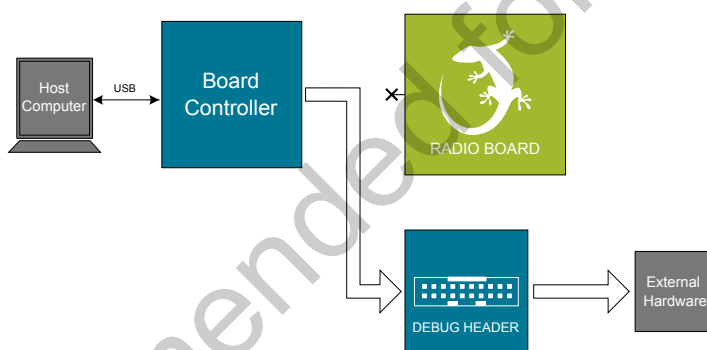 Host
Computer
USB
Board
Controller
RADIO BOARD
DEBUG HEADER
External
Hardware